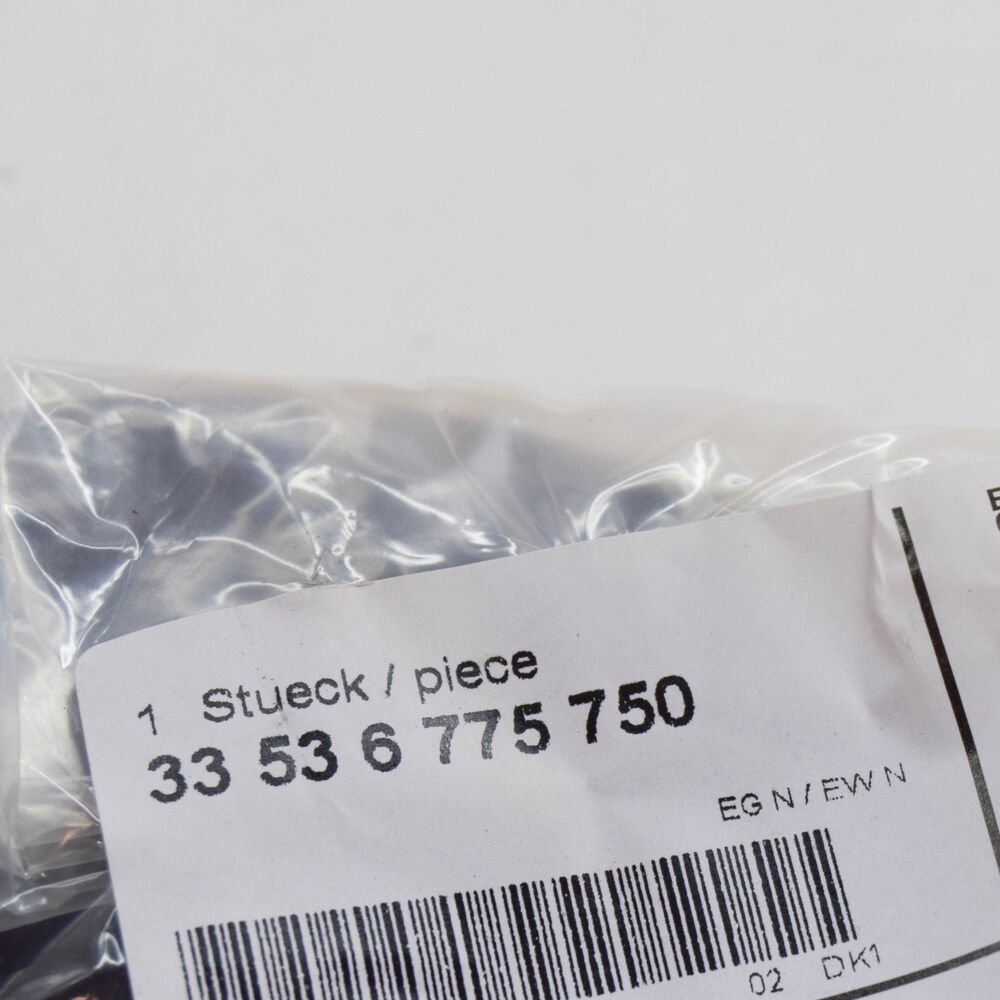 1 Stueck / piece
33 53 6 775 750
EG N / EW N
02 DK1